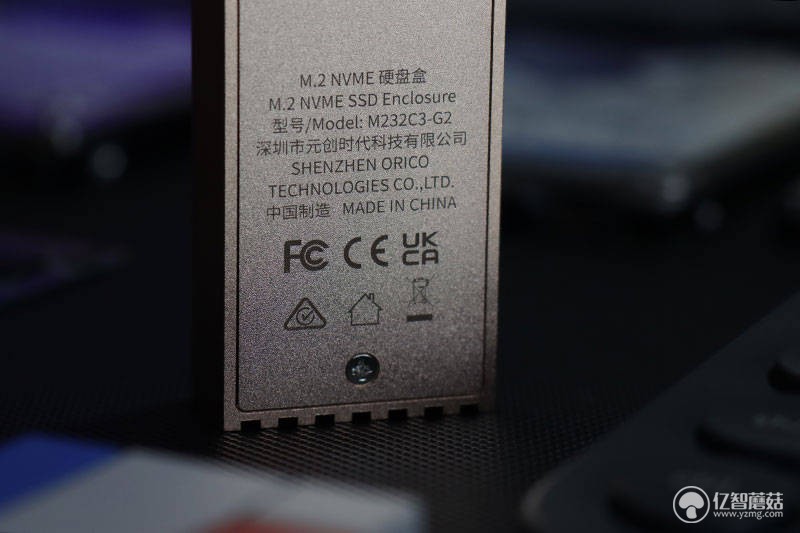 M.2 NVME 硬盘盒
M.2 NVME SSD Enclosure
型号/Model: M232C3-G2
深圳市元创时代科技有限公司
SHENZHEN ORICO
TECHNOLOGIES CO.,LTD.
中国制造 MADE IN CHINA
FC CE UK
CA
亿智蘑菇
www.yzmg.com